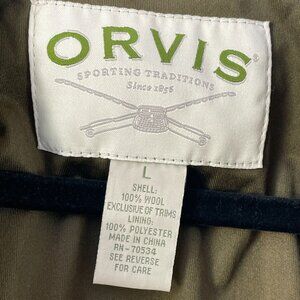 ORVIS®
SPORTING TRADITIONS
Since 1856
L
SHELL:
100% WOOL
EXCLUSIVE OF TRIMS
LINING:
100% POLYESTER
MADE IN CHINA
RN-70534
SEE REVERSE
FOR CARE